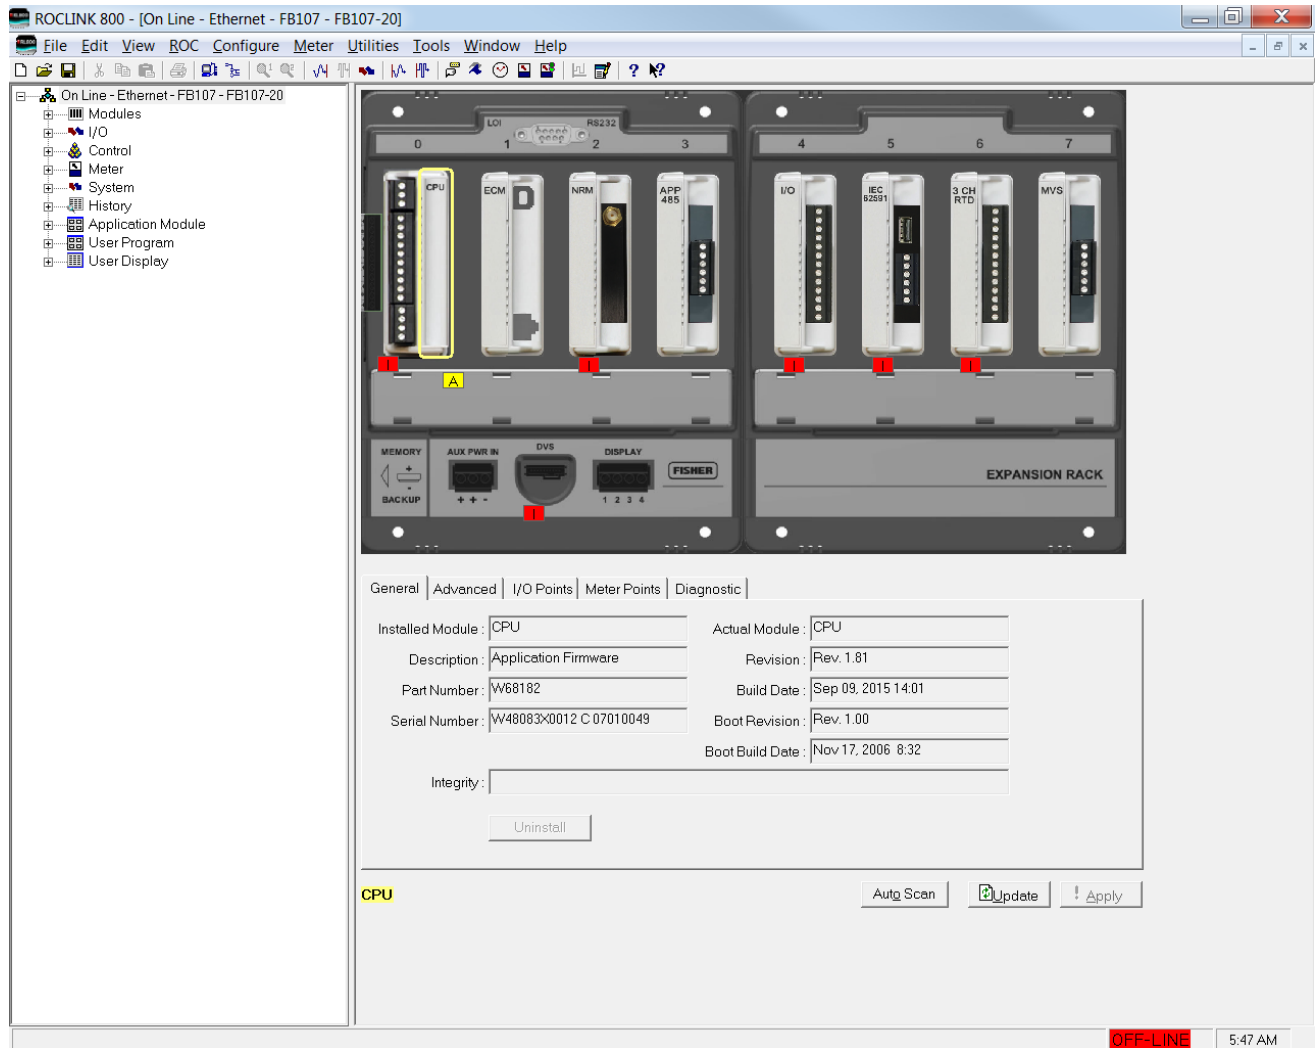 ROCLINK 800 - [On Line - Ethernet - FB107 - FB107-20]
File Edit View ROC Configure Meter Utilities Tools Window Help
On Line - Ethernet - FB107 - FB107-20
Modules
I/O
Control
Meter
System
History
Application Module
User Program
User Display
LOI RS232
0 1 2 3 4 5 6 7
CPU
ECM
NRM
APP 485
I/O
IEC 62591
3 CH RTD
MVS
I I I I I
A
MEMORY
BACKUP
AUX PWR IN
+ + -
DVS
I
DISPLAY
1 2 3 4
FISHER
EXPANSION RACK
General Advanced I/O Points Meter Points Diagnostic
Installed Module : CPU Actual Module : CPU
Description : Application Firmware Revision : Rev. 1.81
Part Number : W68182 Build Date : Sep 09, 2015 14:01
Serial Number : W48083X0012 C 07010049 Boot Revision : Rev. 1.00
Boot Build Date : Nov 17, 2006 8:32
Integrity :
Uninstall
CPU Auto Scan Update ! Apply
OFF-LINE 5:47 AM